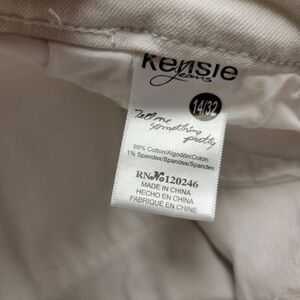 kensie
jeans
14/32
Tell me
something
pretty
99% Cotton/Algodón/Coton
1% Spandex/Spandex/Spandex
RN No 120246
MADE IN CHINA
HECHO EN CHINA
FABRIQUÉ EN CHINE